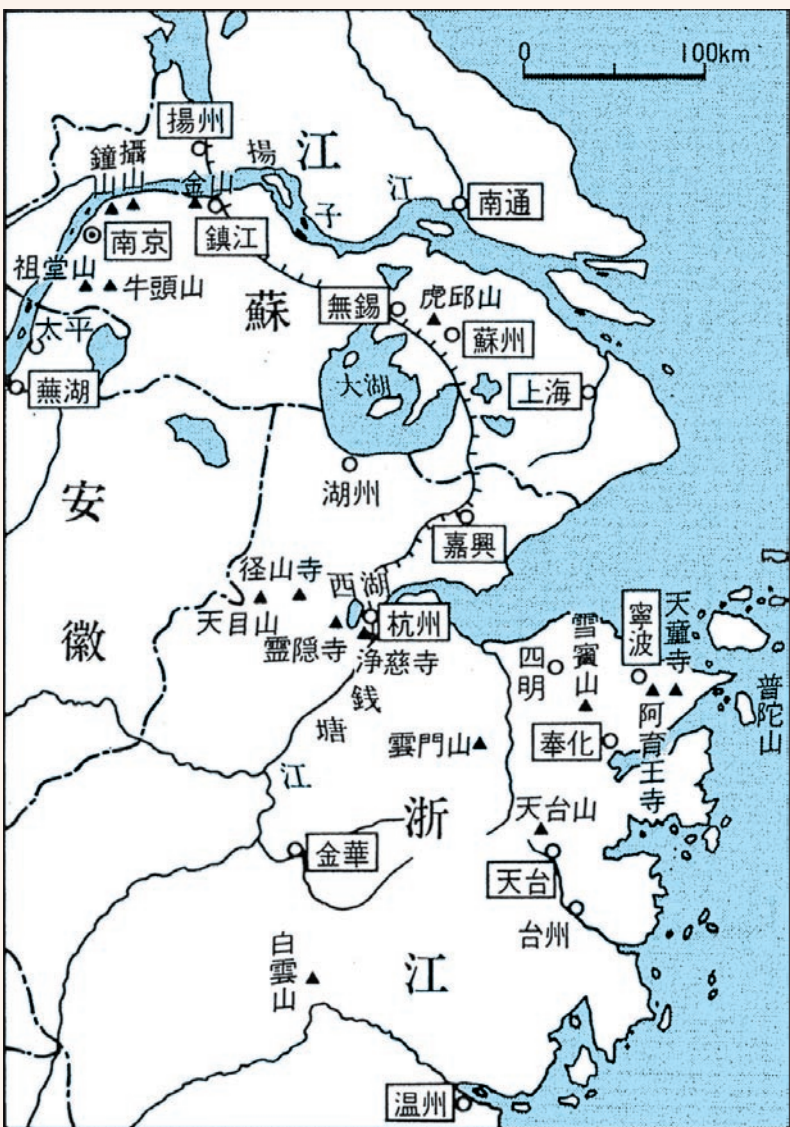 0 100km
揚州
江
蘇
揚
子
江
鐘山
攝山
金山
鎮江
南通
南京
祖堂山
牛頭山
太平
蕪湖
無錫
虎邱山
蘇州
上海
大湖
湖州
嘉興
安
徽
径山寺
天目山
西湖
杭州
霊隠寺
浄慈寺
銭
塘
江
四明
雪竇山
寧波
天童寺
阿育王寺
普陀山
奉化
雲門山
天台山
天台
台州
浙
江
金華
白雲山
温州